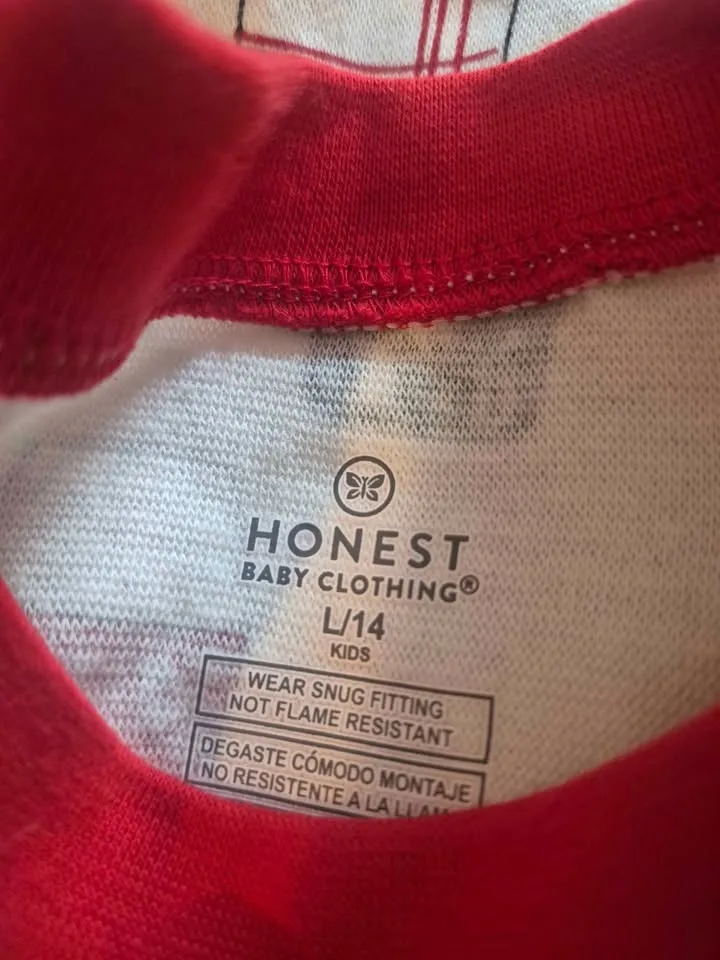 HONEST
BABY CLOTHING®
L/14
KIDS
WEAR SNUG FITTING
NOT FLAME RESISTANT
DEGASTE CÓMODO MONTAJE
NO RESISTENTE A LA